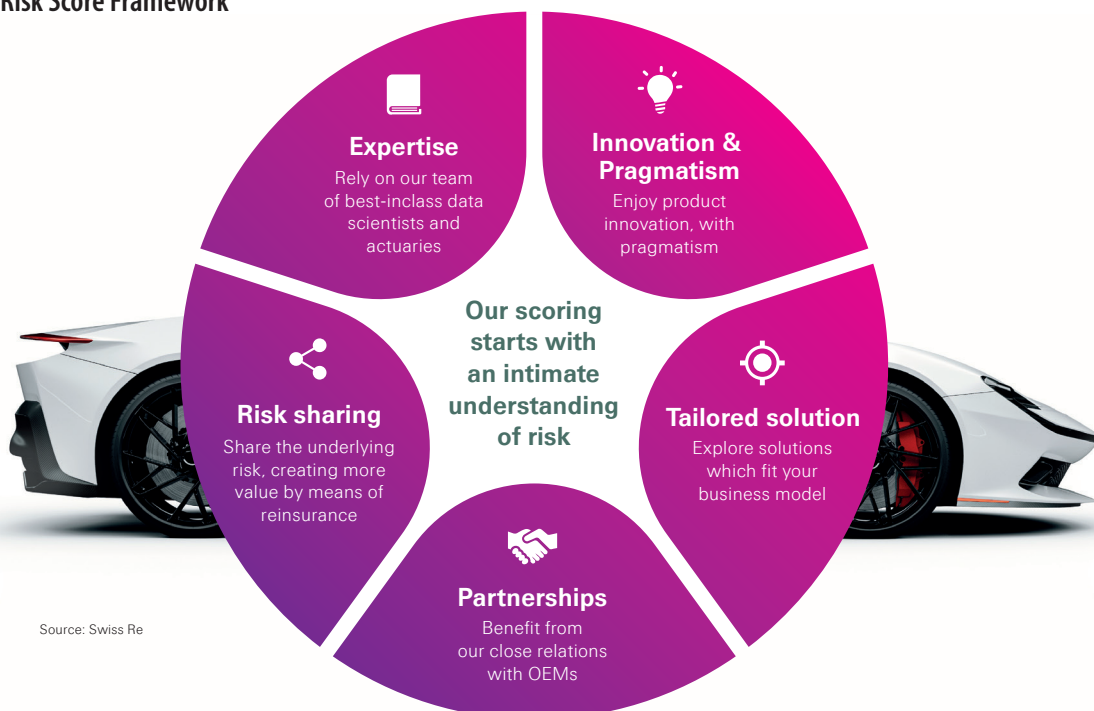 Risk Score Framework
Expertise
Rely on our team
of best-inclass data
scientists and
actuaries
Innovation &
Pragmatism
Enjoy product
innovation, with
pragmatism
Our scoring
starts with
an intimate
understanding
of risk
Risk sharing
Share the underlying
risk, creating more
value by means of
reinsurance
Tailored solution
Explore solutions
which fit your
business model
Partnerships
Benefit from
our close relations
with OEMs
Source: Swiss Re